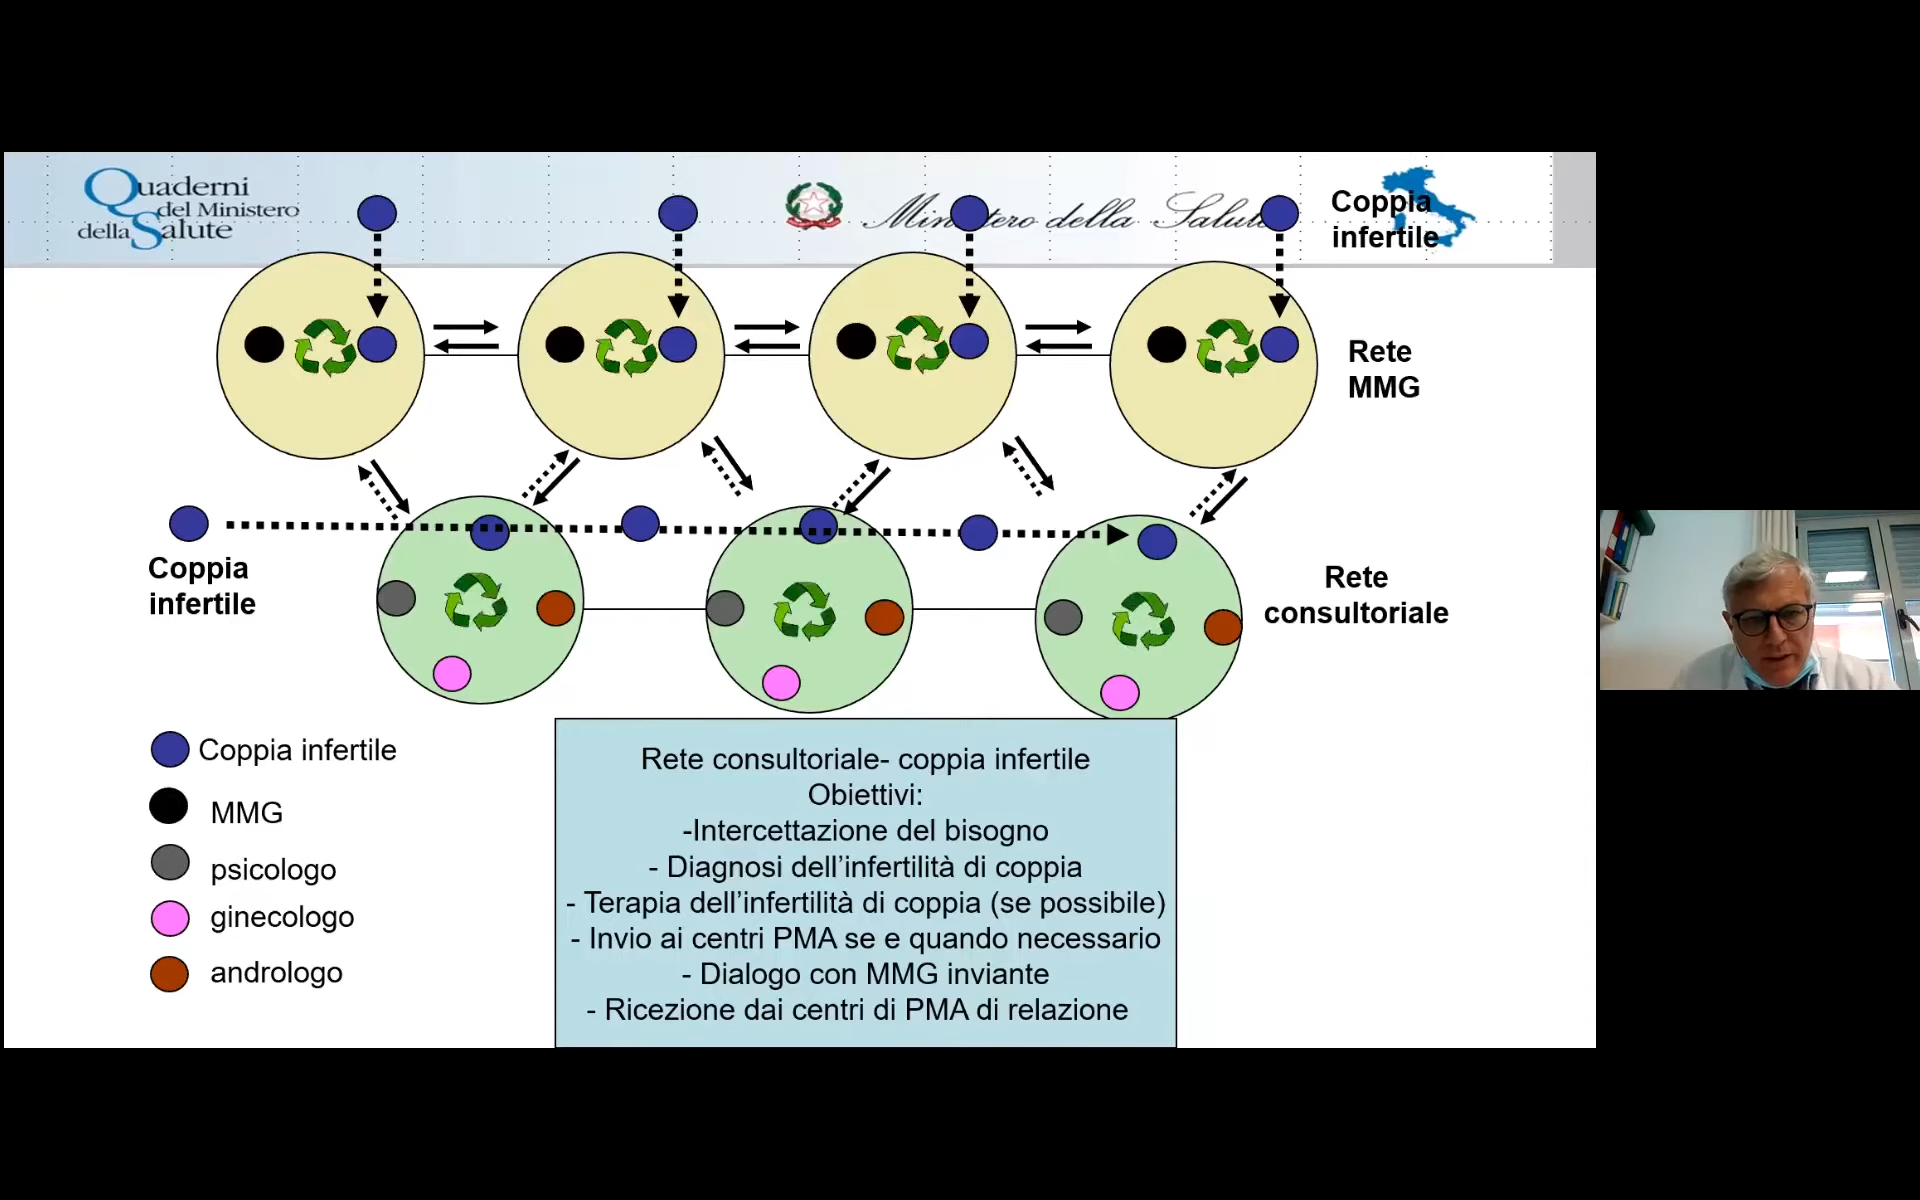 Quaderni
del Ministero
della Salute
Ministero della Salute
Coppia
infertile
Rete
MMG
Coppia
infertile
Rete
consultoriale
Coppia infertile
MMG
psicologo
ginecologo
andrologo
Rete consultoriale- coppia infertile
Obiettivi:
-Intercettazione del bisogno
- Diagnosi dell'infertilità di coppia
- Terapia dell'infertilità di coppia (se possibile)
- Invio ai centri PMA se e quando necessario
- Dialogo con MMG inviante
- Ricezione dai centri di PMA di relazione